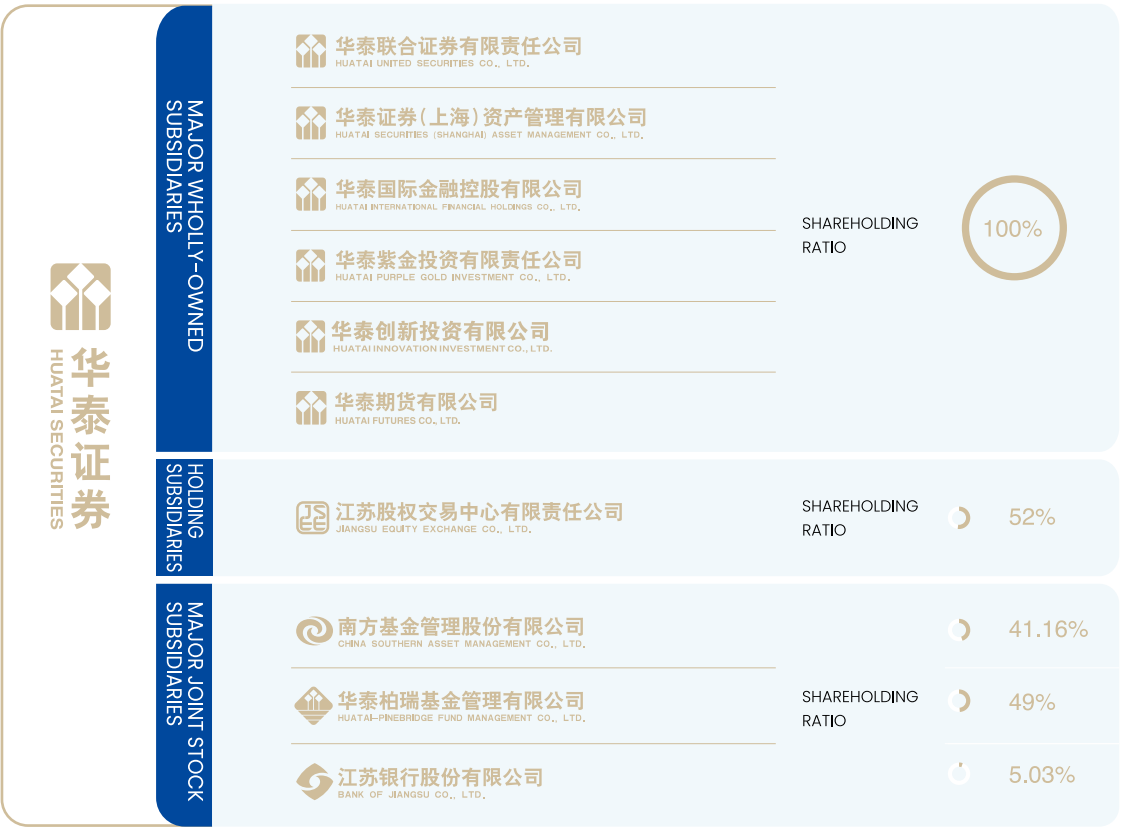 华泰证券
HUATAI SECURITIES
MAJOR WHOLLY-OWNED
SUBSIDIARIES
华泰联合证券有限责任公司
HUATAI UNITED SECURITIES CO., LTD.
华泰证券(上海)资产管理有限公司
HUATAI SECURITIES (SHANGHAI) ASSET MANAGEMENT CO., LTD.
华泰国际金融控股有限公司
HUATAI INTERNATIONAL FINANCIAL HOLDINGS CO., LTD.
华泰紫金投资有限责任公司
HUATAI PURPLE GOLD INVESTMENT CO., LTD.
华泰创新投资有限公司
HUATAI INNOVATION INVESTMENT CO., LTD.
华泰期货有限公司
HUATAI FUTURES CO., LTD.
SHAREHOLDING
RATIO
100%
HOLDING
SUBSIDIARIES
JS
EE
江苏股权交易中心有限责任公司
JIANGSU EQUITY EXCHANGE CO., LTD.
SHAREHOLDING
RATIO
52%
MAJOR JOINT STOCK
SUBSIDIARIES
南方基金管理股份有限公司
CHINA SOUTHERN ASSET MANAGEMENT CO., LTD.
41.16%
华泰柏瑞基金管理有限公司
HUATAI-PINEBRIDGE FUND MANAGEMENT CO., LTD.
SHAREHOLDING
RATIO
49%
江苏银行股份有限公司
BANK OF JIANGSU CO., LTD.
5.03%